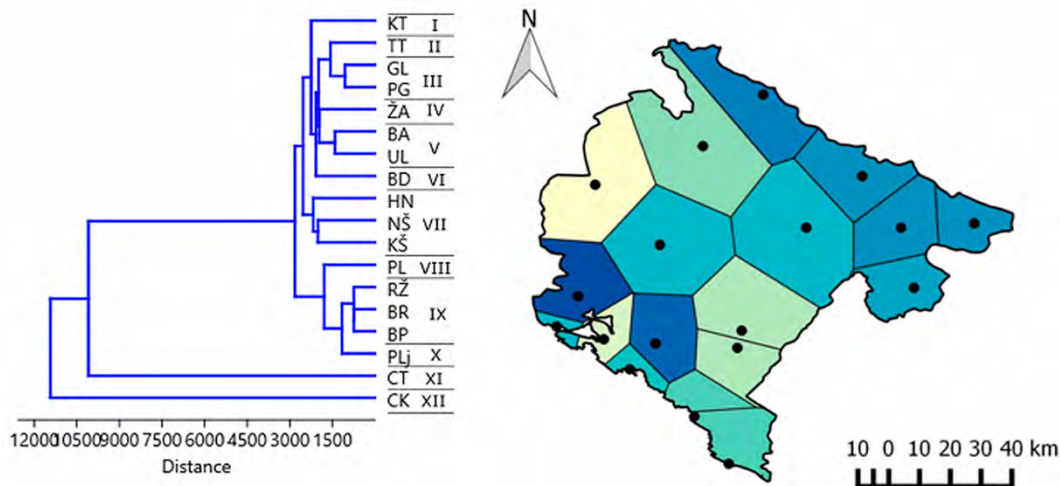 KT I
TT II
GL
PG
III
ŽA IV
BA
UL
V
BD VI
HN
NŠ VII
KŠ
PL VIII
RŽ
BR IX
BP
PLj X
CT XI
CK XII
12000 10500 9000 7500 6000 4500 3000 1500
Distance
N
10 0 10 20 30 40 km